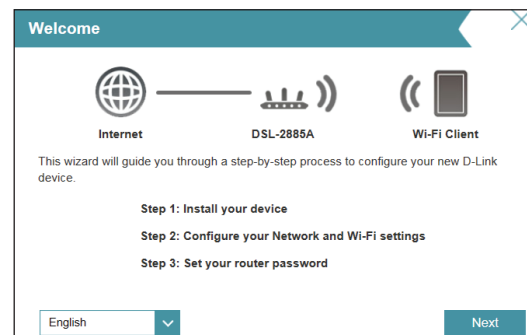 Welcome
Internet
DSL-2885A
Wi-Fi Client
This wizard will guide you through a step-by-step process to configure your new D-Link
device.
Step 1: Install your device
Step 2: Configure your Network and Wi-Fi settings
Step 3: Set your router password
English
Next